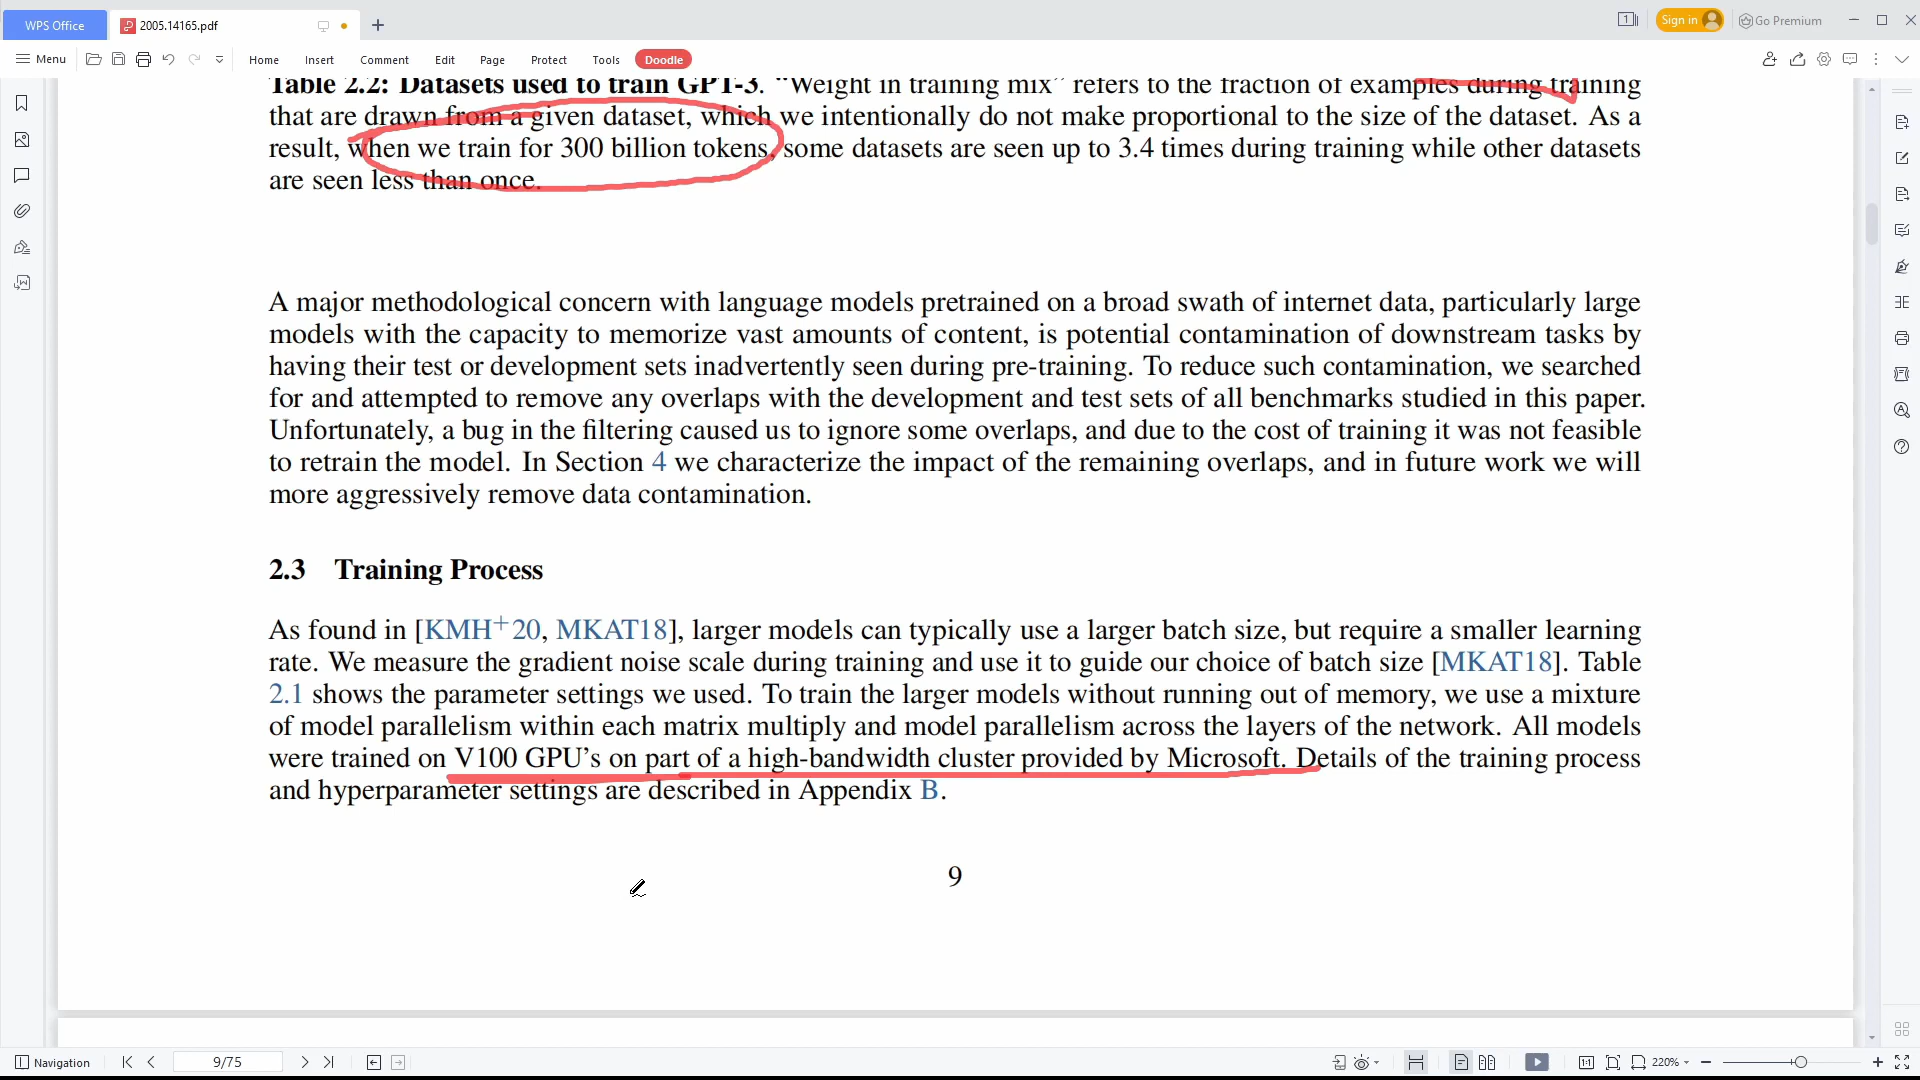 WPS Office
2005.14165.pdf
1
Sign in
Go Premium
Menu
Home Insert Comment Edit Page Protect Tools Doodle
Table 2.2: Datasets used to train GPT-3. “Weight in training mix” refers to the fraction of examples during training
that are drawn from a given dataset, which we intentionally do not make proportional to the size of the dataset. As a
result, when we train for 300 billion tokens, some datasets are seen up to 3.4 times during training while other datasets
are seen less than once.
A major methodological concern with language models pretrained on a broad swath of internet data, particularly large
models with the capacity to memorize vast amounts of content, is potential contamination of downstream tasks by
having their test or development sets inadvertently seen during pre-training. To reduce such contamination, we searched
for and attempted to remove any overlaps with the development and test sets of all benchmarks studied in this paper.
Unfortunately, a bug in the filtering caused us to ignore some overlaps, and due to the cost of training it was not feasible
to retrain the model. In Section 4 we characterize the impact of the remaining overlaps, and in future work we will
more aggressively remove data contamination.
2.3 Training Process
As found in [KMH+20, MKAT18], larger models can typically use a larger batch size, but require a smaller learning
rate. We measure the gradient noise scale during training and use it to guide our choice of batch size [MKAT18]. Table
2.1 shows the parameter settings we used. To train the larger models without running out of memory, we use a mixture
of model parallelism within each matrix multiply and model parallelism across the layers of the network. All models
were trained on V100 GPU’s on part of a high-bandwidth cluster provided by Microsoft. Details of the training process
and hyperparameter settings are described in Appendix B.
9
Navigation
9/75
1:1
220%